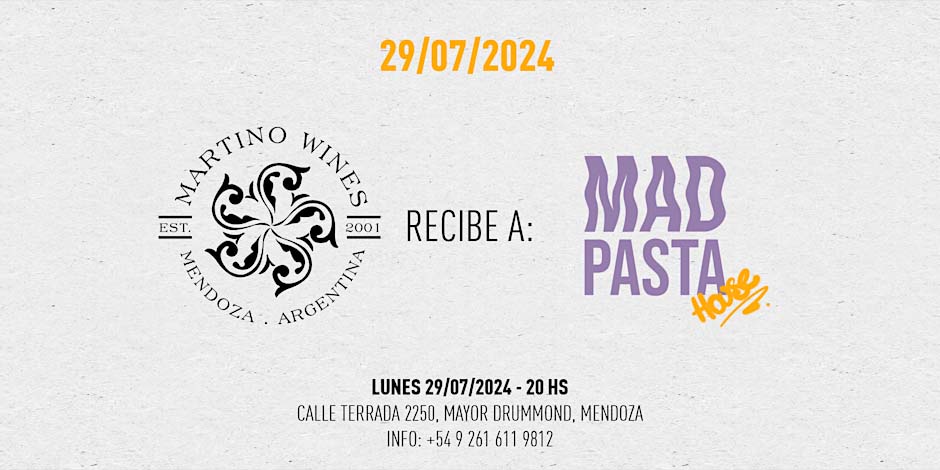 29/07/2024
MARTINO WINES
EST. 2001
MENDOZA . ARGENTINA
RECIBE A:
MAD
PASTA
House
LUNES 29/07/2024 - 20 HS
CALLE TERRADA 2250, MAYOR DRUMMOND, MENDOZA
INFO: +54 9 261 611 9812